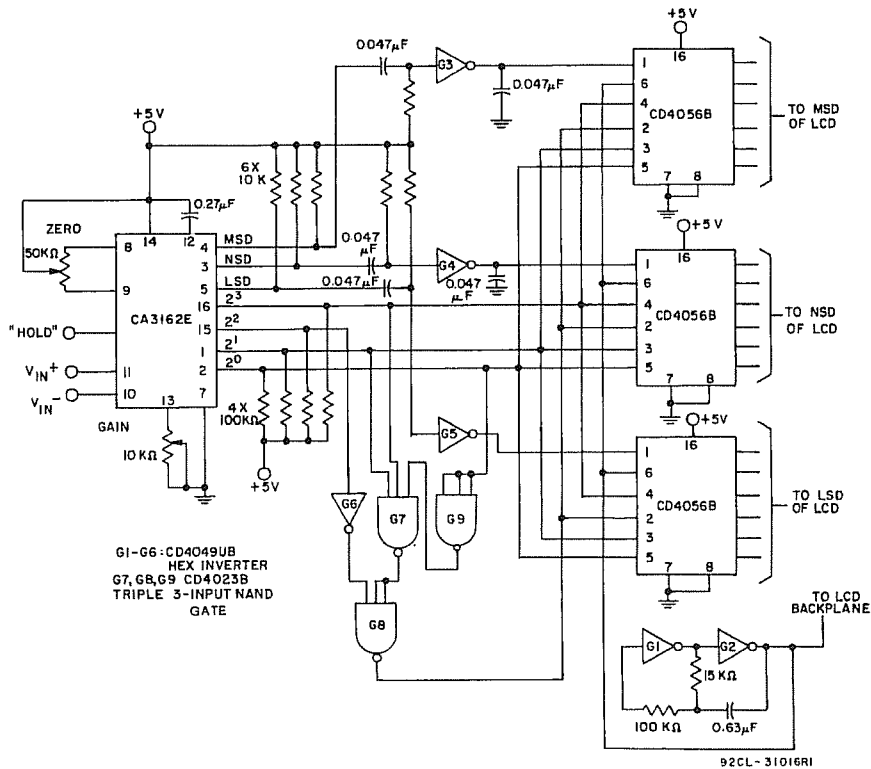 +5V
0.047µF
G3
0.047µF
16
1
6
4
2
3
5
CD4056B
7
8
TO MSD
OF LCD
+5V
6X
10K
0.27µF
ZERO
50KΩ
8
9
14
12
4
MSD
3
NSD
5
LSD
16
2³
15
2²
1
2¹
2
2⁰
CA3162E
"HOLD"
VIN+
11
VIN-
10
13
7
GAIN
10KΩ
4X
100KΩ
+5V
0.047
µF
0.047µF
G4
0.047
µF
+5V
16
1
6
4
2
3
5
CD4056B
7
8
TO NSD
OF LCD
G5
+5V
16
1
6
4
2
3
5
CD4056B
7
8
TO LSD
OF LCD
G6
G7
G9
G8
G1-G6:CD4049UB
HEX INVERTER
G7,G8,G9 CD4023B
TRIPLE 3-INPUT NAND
GATE
TO LCD
BACKPLANE
G1
G2
15 KΩ
100 KΩ
0.63µF
92CL-31016R1